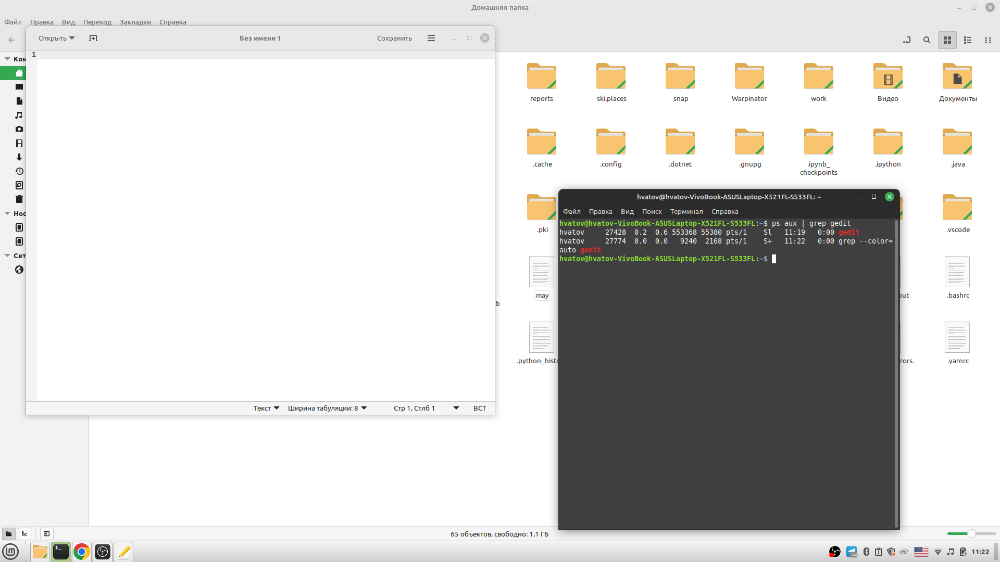 Домашняя папка
Файл Правка Вид Переход Закладки Справка
Открыть Без имени 1 Сохранить
1
Ком
Нос
Сет
reports ski.places snap Warpinator work Видео Документы
.cache .config .dotnet .gnupg .ipynb_ .ipython .java
checkpoints
.pki .vscode
may out .bashrc
b
.python_histo rors. .yarnrc
hvatov@hvatov-VivoBook-ASUSLaptop-X521FL-S533FL: ~
Файл Правка Вид Поиск Терминал Справка
hvatov@hvatov-VivoBook-ASUSLaptop-X521FL-S533FL:~$ ps aux | grep gedit
hvatov 27428 0.2 0.6 553368 55380 pts/1 Sl 11:19 0:00 gedit
hvatov 27774 0.0 0.0 9240 2168 pts/1 S+ 11:22 0:00 grep --color=
auto gedit
hvatov@hvatov-VivoBook-ASUSLaptop-X521FL-S533FL:~$
Текст Ширина табуляции: 8 Стр 1, Стлб 1 ВСТ
65 объектов, свободно: 1,1 ГБ
11:22